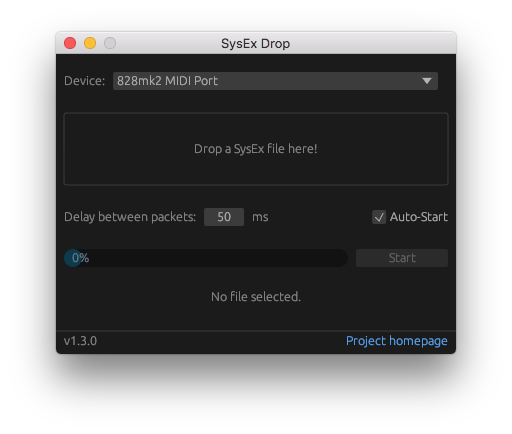 SysEx Drop
Device: 828mk2 MIDI Port
Drop a SysEx file here!
Delay between packets: 50 ms Auto-Start
0% Start
No file selected.
v1.3.0 Project homepage